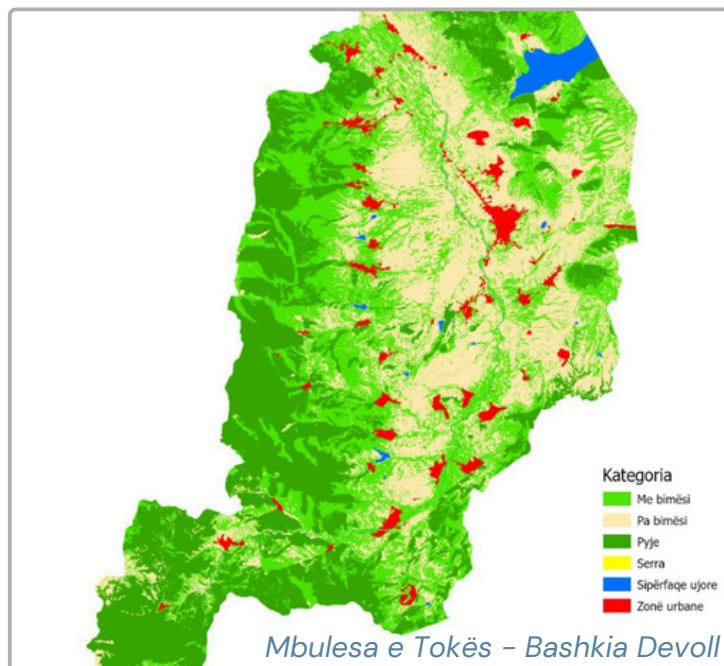 Kategoria
Me bimësi
Pa bimësi
Pyje
Serra
Sipërfaqe ujore
Zonë urbane
Mbulesa e Tokës - Bashkia Devoll